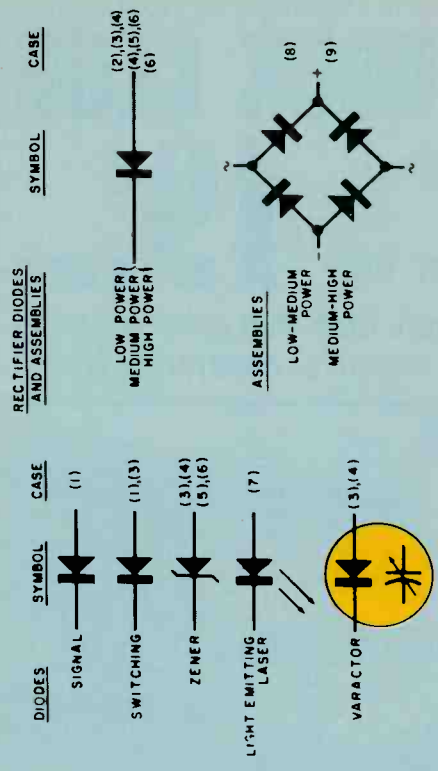 DIODES SYMBOL CASE
SIGNAL (1)
SWITCHING (1),(3)
ZENER (3),(4)
(5),(6)
LIGHT EMITTING (7)
LASER
VARACTOR (3),(4)
RECTIFIER DIODES
AND ASSEMBLIES SYMBOL CASE
LOW POWER (2),(3),(4)
MEDIUM POWER (4),(5),(6)
HIGH POWER (6)
ASSEMBLIES
LOW-MEDIUM
POWER (8)
MEDIUM-HIGH
POWER (9)
~
- +
~